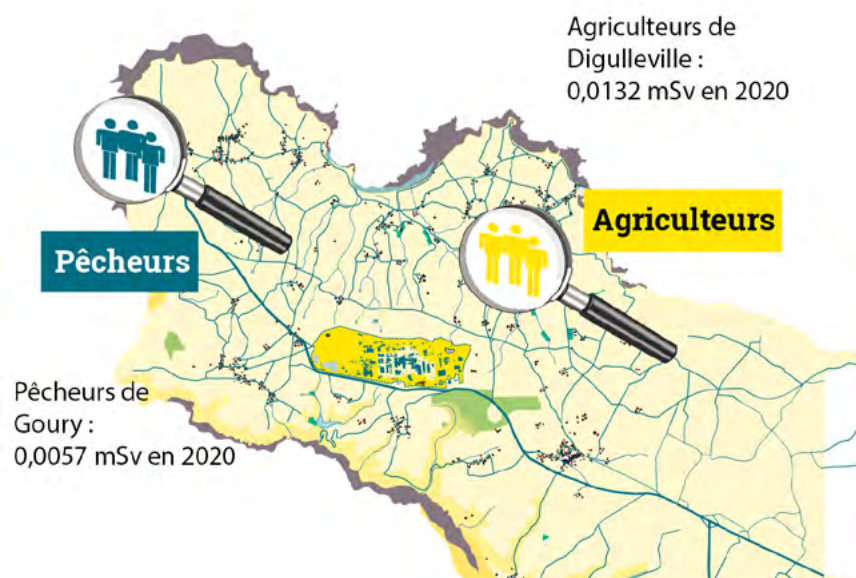 Agriculteurs de
Digulleville :
0,0132 mSv en 2020
Agriculteurs
Pêcheurs
Pêcheurs de
Goury :
0,0057 mSv en 2020